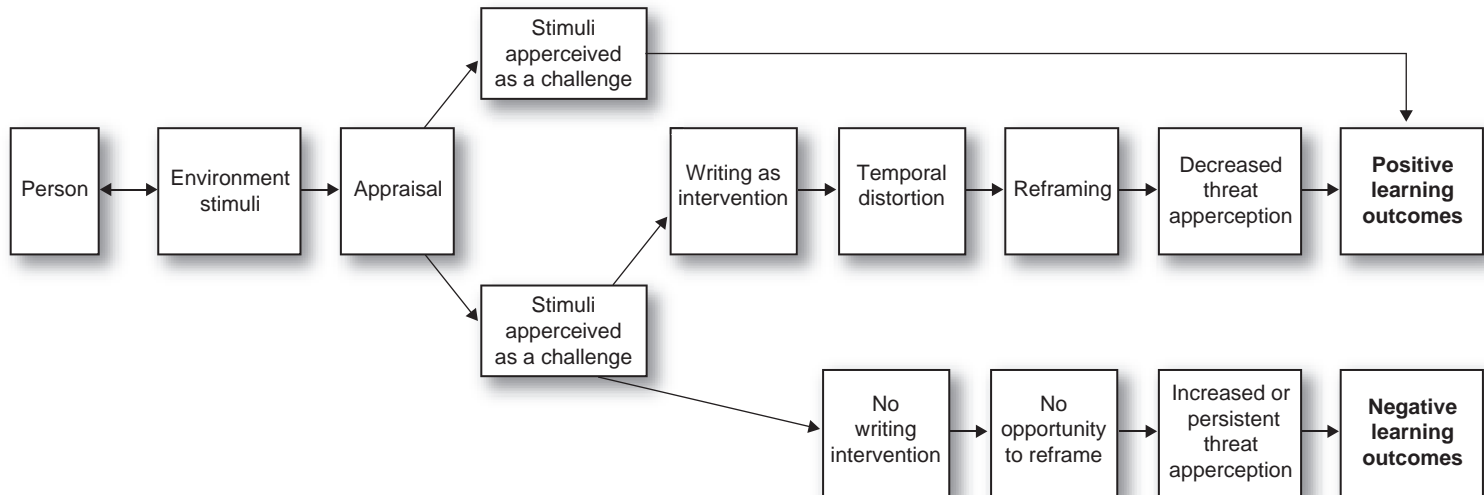 Stimuli
apperceived
as a challenge
Person
Environment
stimuli
Appraisal
Writing as
intervention
Temporal
distortion
Reframing
Decreased
threat
apperception
Positive
learning
outcomes
Stimuli
apperceived
as a challenge
No
writing
intervention
No
opportunity
to reframe
Increased or
persistent
threat
apperception
Negative
learning
outcomes